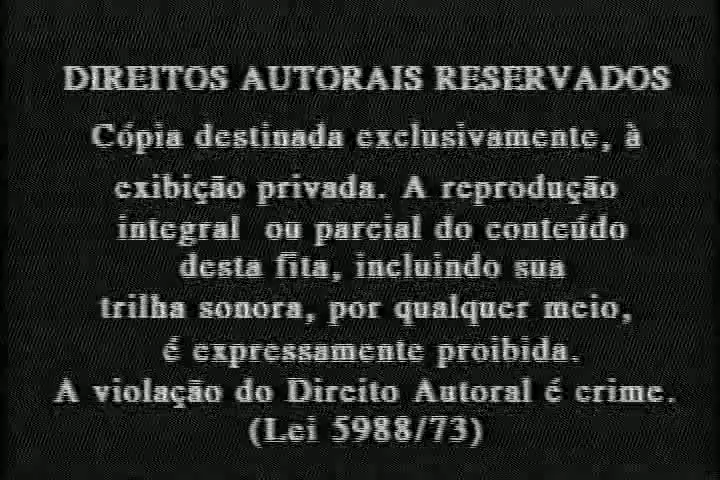 DIREITOS AUTORAIS RESERVADOS
Cópia destinada exclusivamente, à
exibição privada. A reprodução
integral ou parcial do conteúdo
desta fita, incluindo sua
trilha sonora, por qualquer meio,
é expressamente proibida.
A violação do Direito Autoral é crime.
(Lei 5988/73)